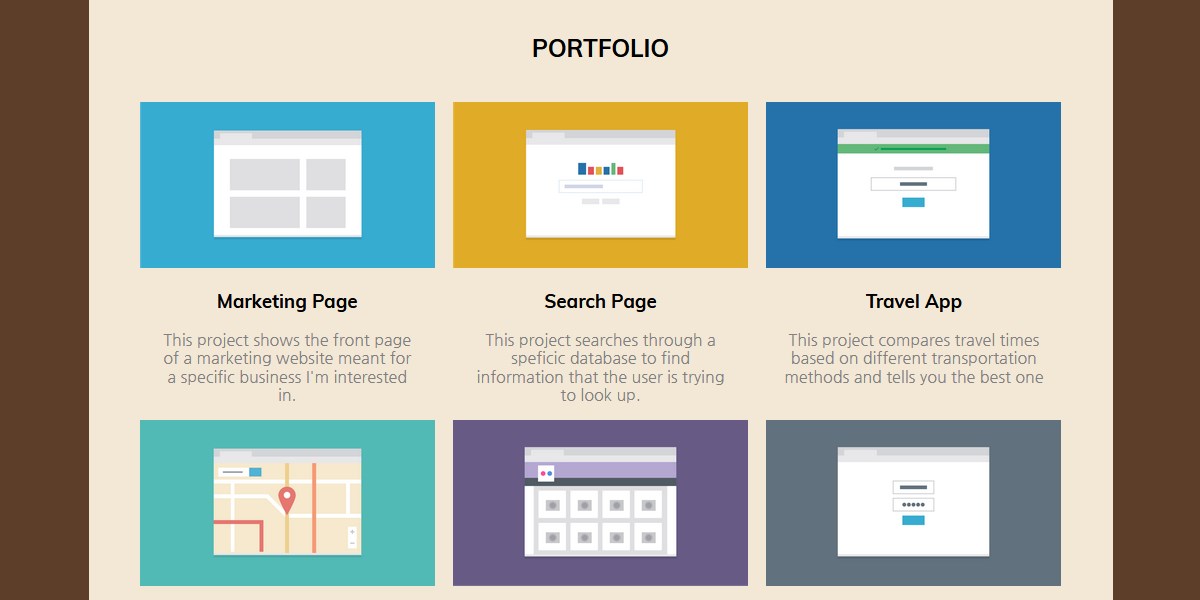 PORTFOLIO
Marketing Page
This project shows the front page
of a marketing website meant for
a specific business I'm interested
in.
Search Page
This project searches through a
speficic database to find
information that the user is trying
to look up.
Travel App
This project compares travel times
based on different transportation
methods and tells you the best one